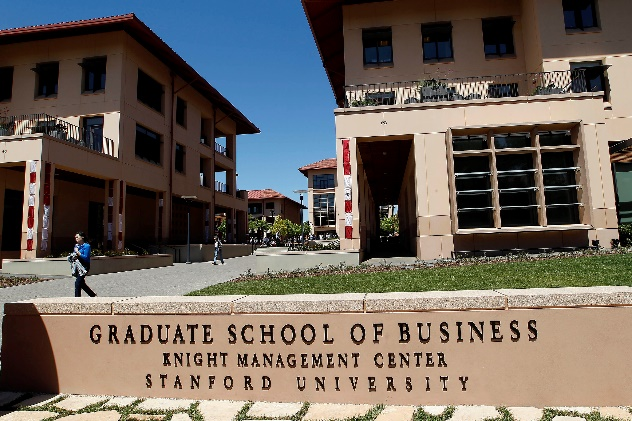 GRADUATE SCHOOL OF BUSINESS
KNIGHT MANAGEMENT CENTER
STANFORD UNIVERSITY